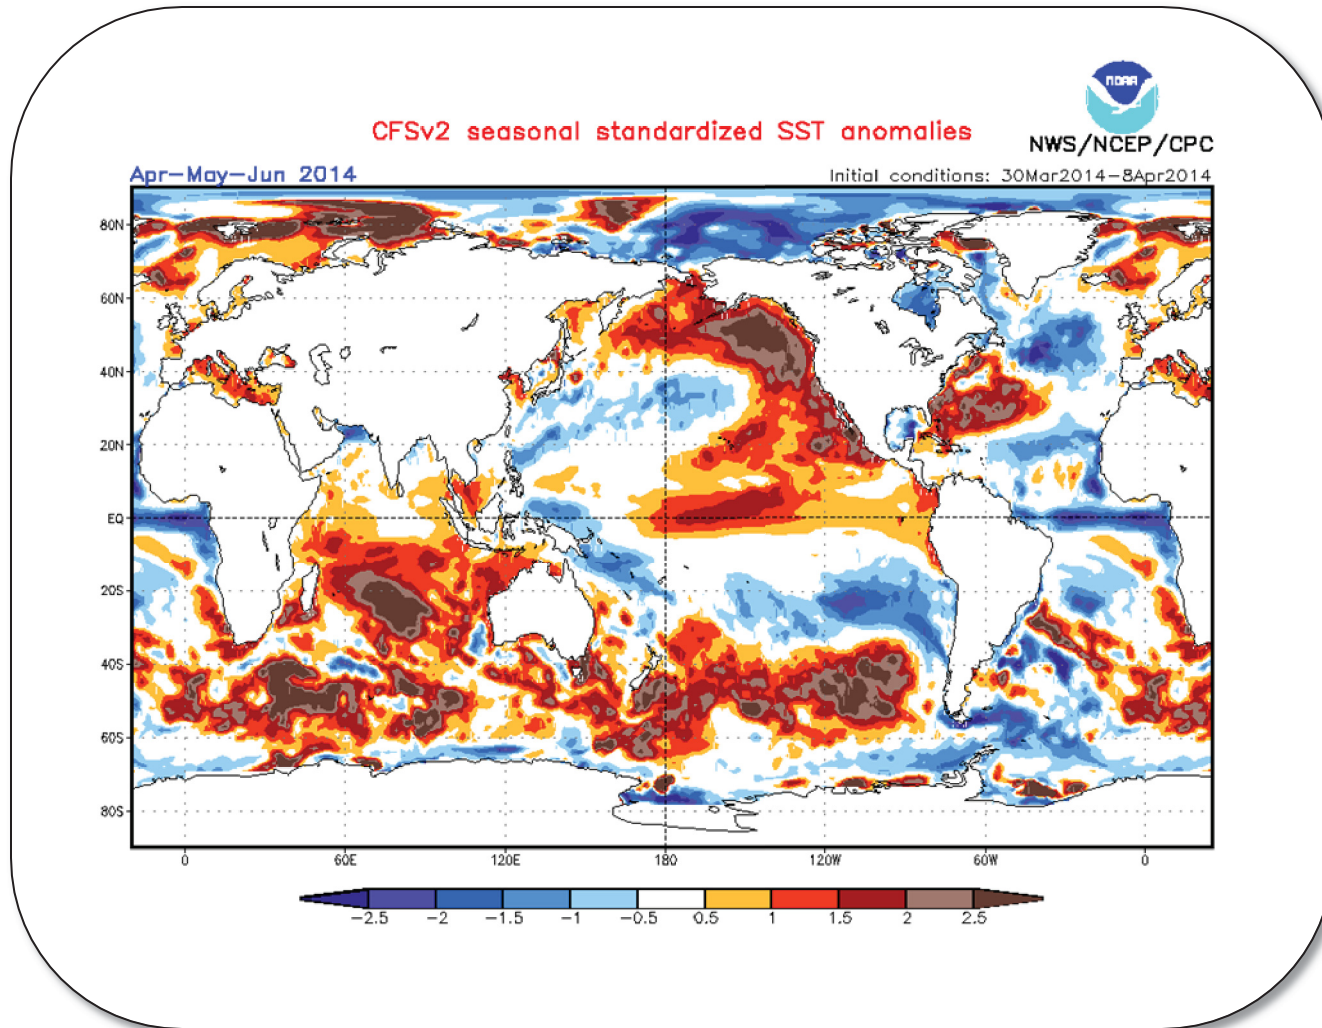 NOAA
CFSv2 seasonal standardized SST anomalies
NWS/NCEP/CPC
Apr-May-Jun 2014
Initial conditions: 30Mar2014-8Apr2014
80N
60N
40N
20N
EQ
20S
40S
60S
80S
0 60E 120E 180 120W 60W 0
-2.5 -2 -1.5 -1 -0.5 0.5 1 1.5 2 2.5